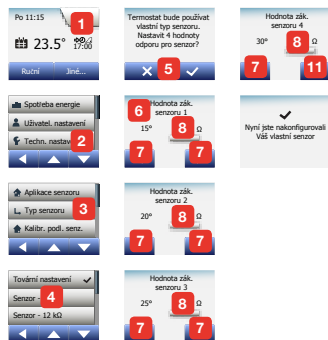 Po 11:15
1
23.5°
17:00
Ruční
Jiné...
Spotřeba energie
Uživatel. nastavení
Techn. nastav
2
Aplikace senzoru
Typ senzoru
3
Kalibr. podl. senz.
Tovární nastavení
Senzor -
4
Senzor - 12 kΩ
Termostat bude používat
vlastní typ senzoru.
Nastavit 4 hodnoty
odporu pro senzor?
5
6
Hodnota zák.
senzoru 1
15°
8
Ω
7
7
Hodnota zák.
senzoru 2
20°
8
Ω
7
7
Hodnota zák.
senzoru 3
25°
8
Ω
7
7
Hodnota zák.
senzoru 4
30°
8
Ω
7
11
Nyní jste nakonfigurovali
Váš vlastní senzor